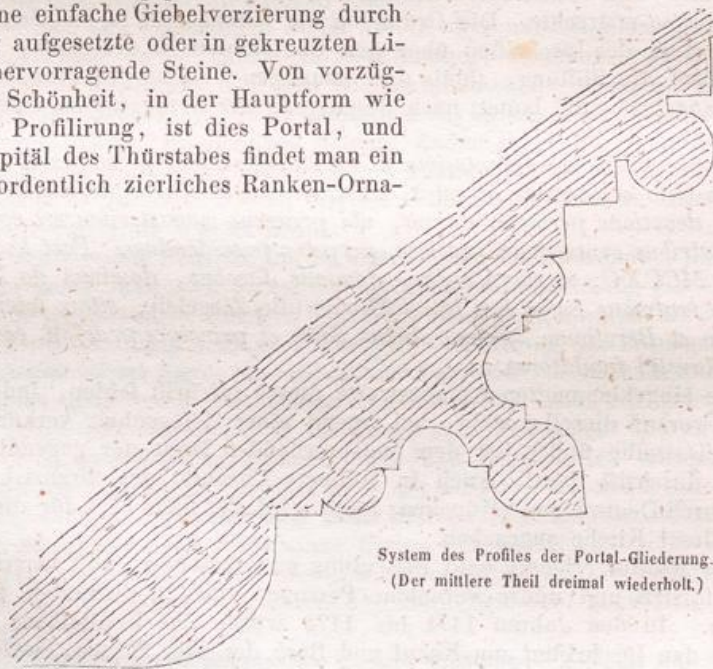 ne einfache Giebelverzierung durch
aufgesetzte oder in gekreuzten Li-
hervorragende Steine. Von vorzüg-
Schönheit, in der Hauptform wie
Profilirung, ist dies Portal, und
pitäl des Thürstabes findet man ein
ordentlich zierliches Ranken-Orna-
System des Profiles der Portal-Gliederung.
(Der mittlere Theil dreimal wiederholt.)